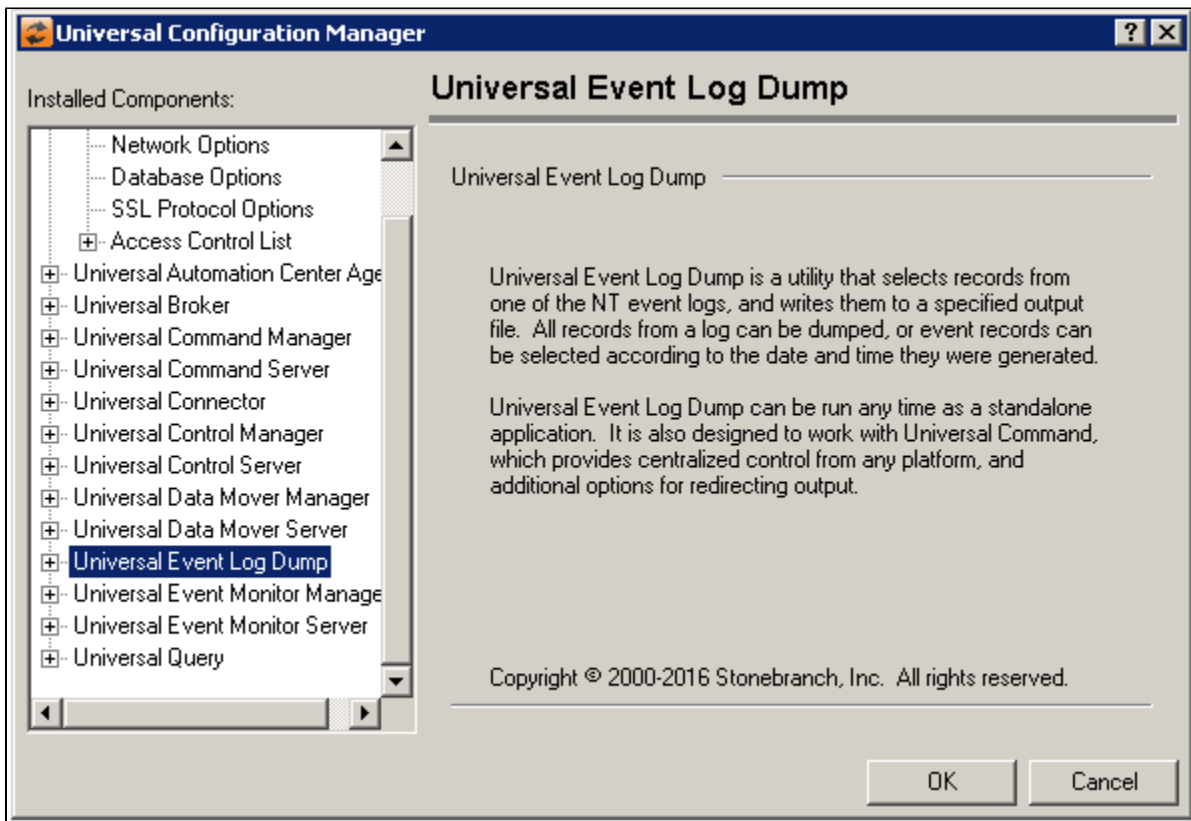 Universal Configuration Manager
Installed Components:
Network Options
Database Options
SSL Protocol Options
Access Control List
Universal Automation Center Age
Universal Broker
Universal Command Manager
Universal Command Server
Universal Connector
Universal Control Manager
Universal Control Server
Universal Data Mover Manager
Universal Data Mover Server
Universal Event Log Dump
Universal Event Monitor Manage
Universal Event Monitor Server
Universal Query
Universal Event Log Dump
Universal Event Log Dump
Universal Event Log Dump is a utility that selects records from
one of the NT event logs, and writes them to a specified output
file. All records from a log can be dumped, or event records can
be selected according to the date and time they were generated.
Universal Event Log Dump can be run any time as a standalone
application. It is also designed to work with Universal Command,
which provides centralized control from any platform, and
additional options for redirecting output.
Copyright © 2000-2016 Stonebranch, Inc. All rights reserved.
OK
Cancel